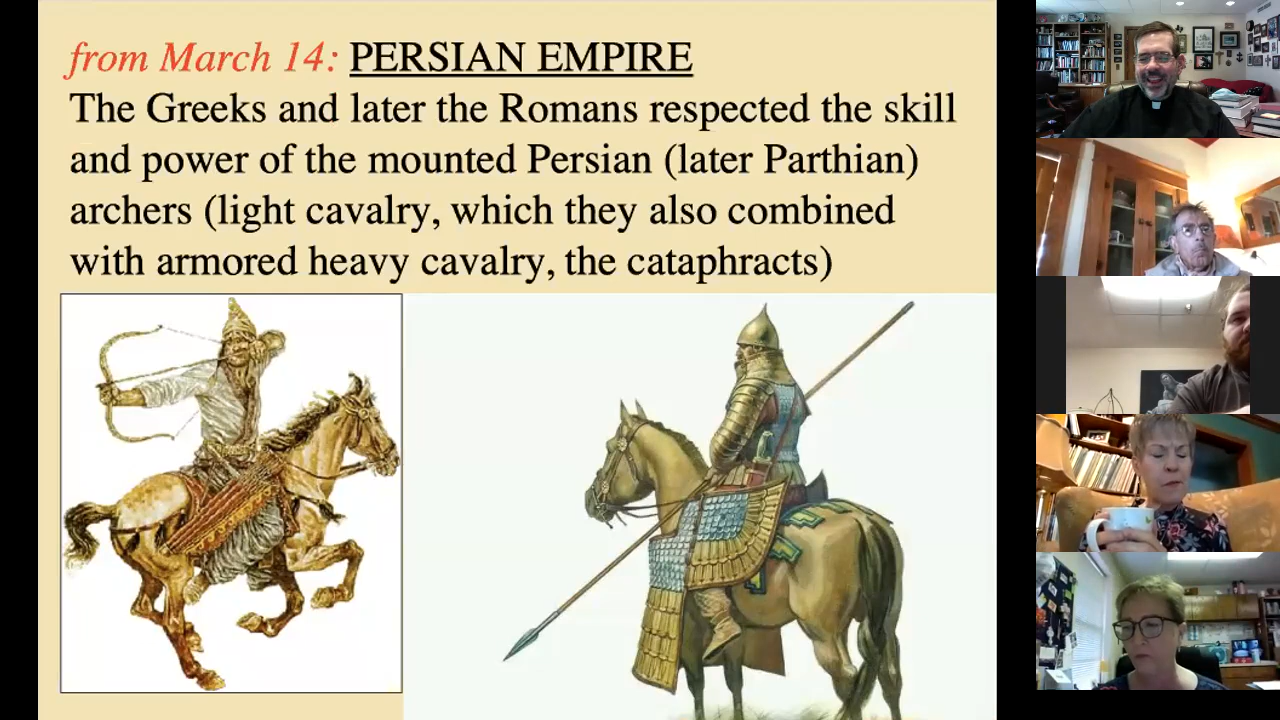 from March 14: PERSIAN EMPIRE
The Greeks and later the Romans respected the skill
and power of the mounted Persian (later Parthian)
archers (light cavalry, which they also combined
with armored heavy cavalry, the cataphracts)